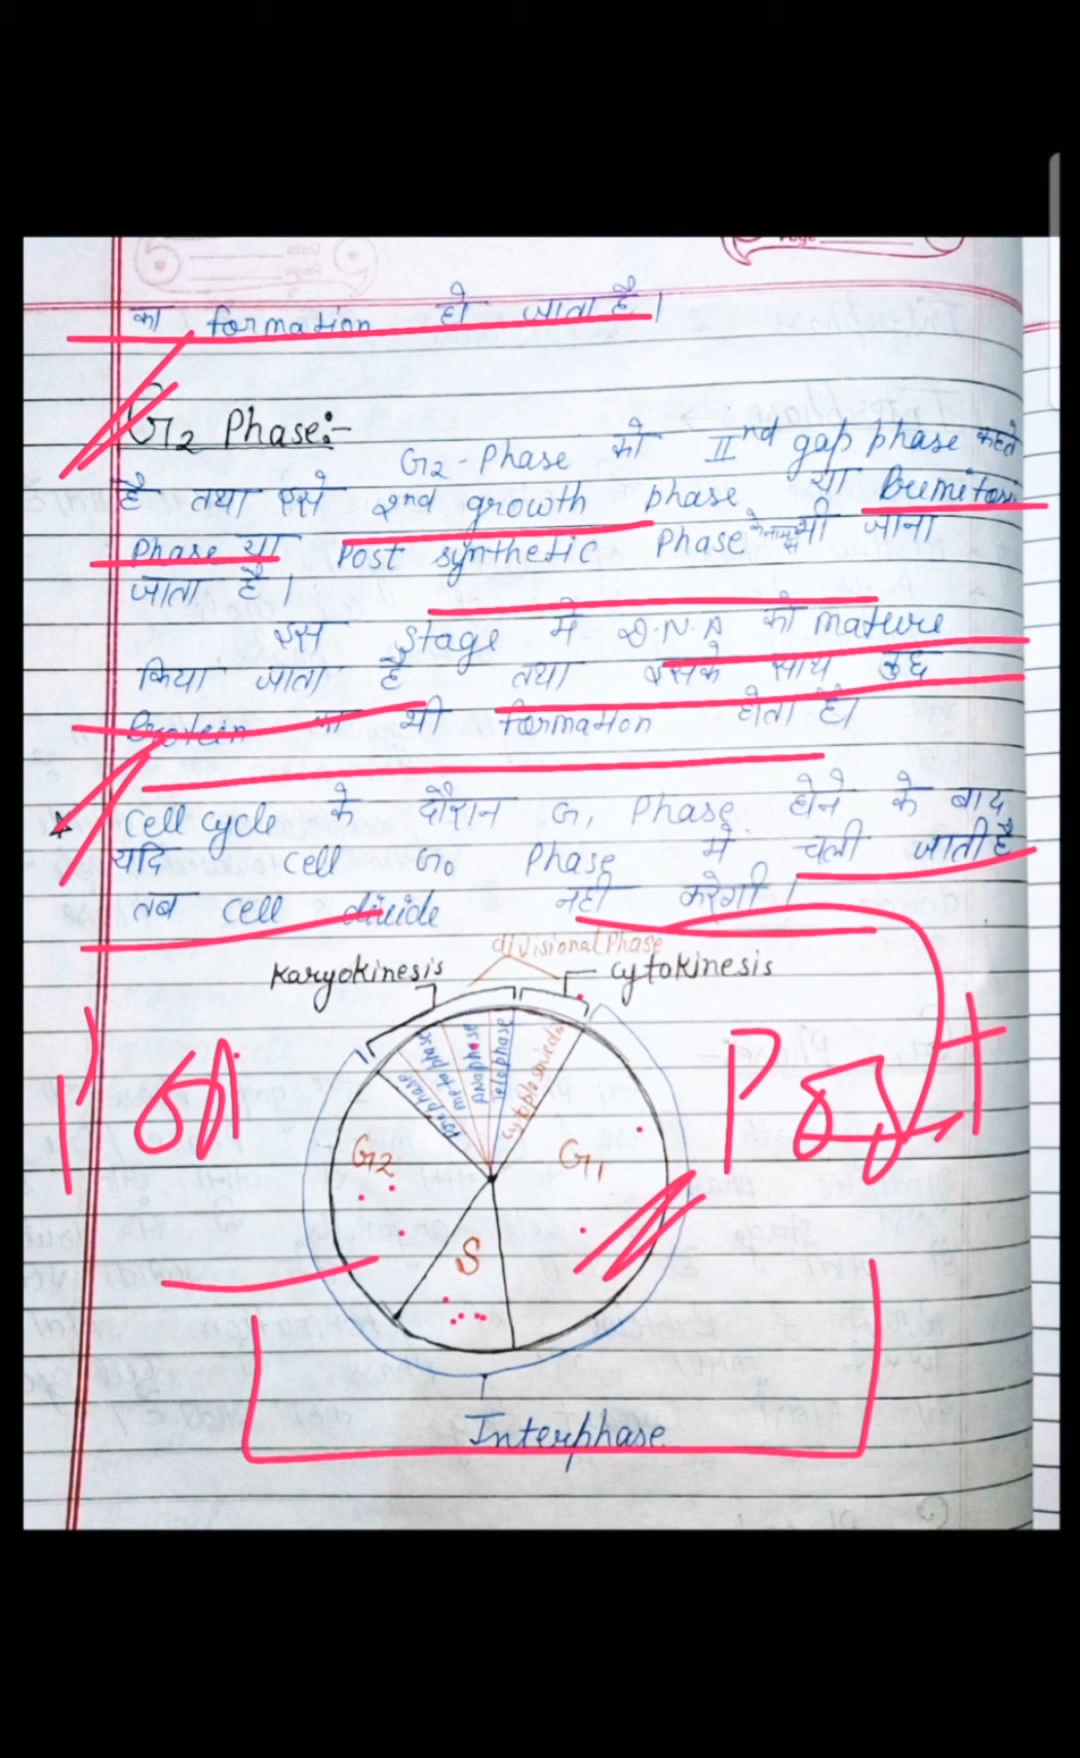 का formation हो जाता है।
G2 Phase:-
G2-Phase को IInd gap phase कहते
है तथा इसे 2nd growth phase या Premitosis
Phase या Post synthetic Phase के नाम से भी जाना
जाता है।
इस stage में D.N.A को mature
किया जाता है तथा इसके साथ कुछ
Protein का भी formation होता है।
Cell cycle के दौरान G1 Phase होने के बाद
यदि cell G0 Phase में चली जाती है
तब cell divide नहीं करेगी।
divisional Phase
Karyokinesis
cytokinesis
Prophase
metaphase
Anaphase
Telophase
G2
G1
S
Post
Interphase